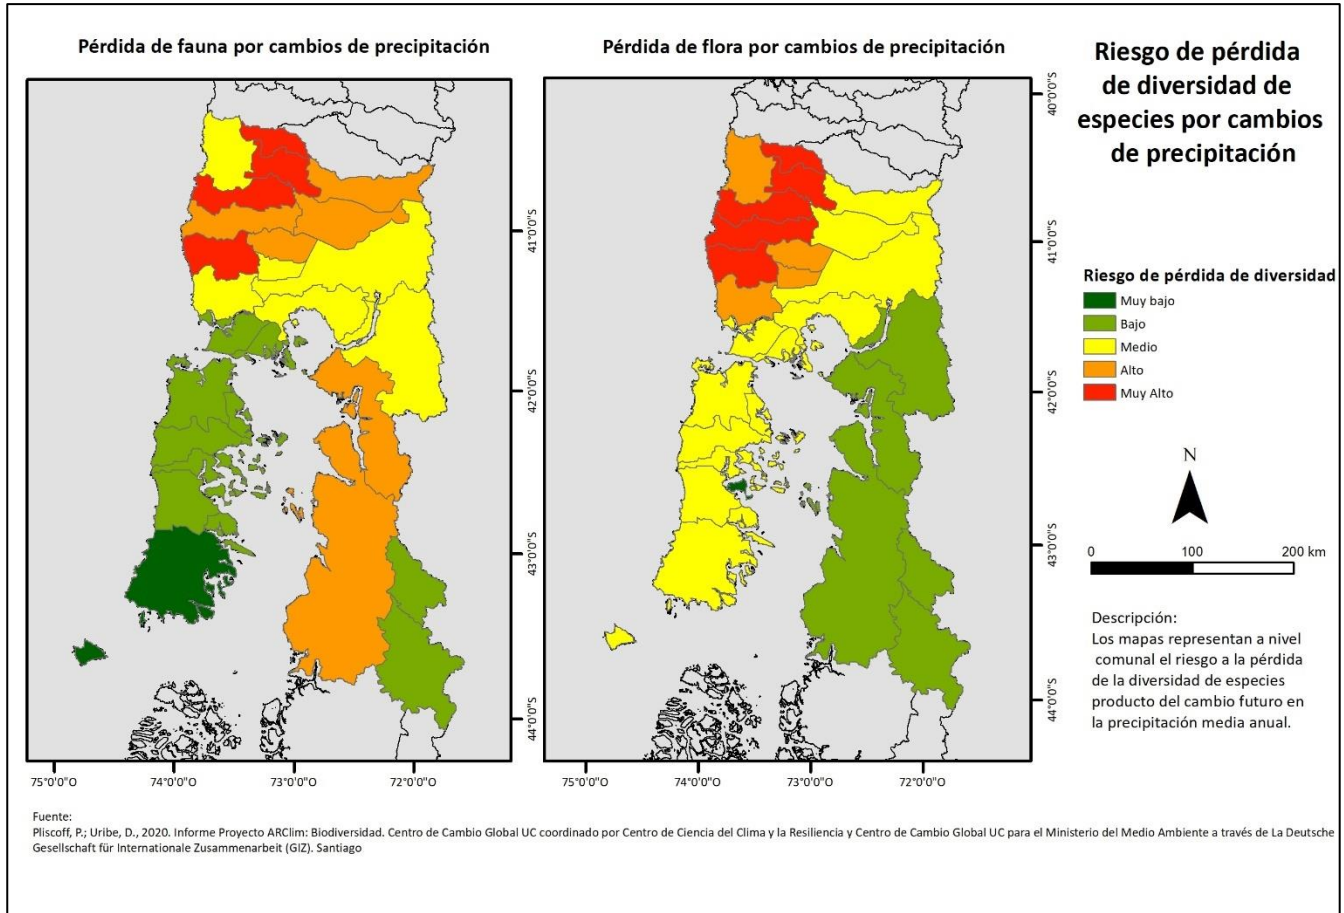 Pérdida de fauna por cambios de precipitación
Pérdida de flora por cambios de precipitación
Riesgo de pérdida
de diversidad de
especies por cambios
de precipitación
40°0'0"S
41°0'0"S
42°0'0"S
43°0'0"S
44°0'0"S
41°0'0"S
42°0'0"S
43°0'0"S
44°0'0"S
75°0'0"O
74°0'0"O
73°0'0"O
72°0'0"O
75°0'0"O
74°0'0"O
73°0'0"O
72°0'0"O
Riesgo de pérdida de diversidad
Muy bajo
Bajo
Medio
Alto
Muy Alto
N
0 100 200 km
Descripción:
Los mapas representan a nivel
comunal el riesgo a la pérdida
de la diversidad de especies
producto del cambio futuro en
la precipitación media anual.
Fuente:
Pliscoff, P.; Uribe, D., 2020. Informe Proyecto ARClim: Biodiversidad. Centro de Cambio Global UC coordinado por Centro de Ciencia del Clima y la Resiliencia y Centro de Cambio Global UC para el Ministerio del Medio Ambiente a través de La Deutsche
Gesellschaft für Internationale Zusammenarbeit (GIZ). Santiago